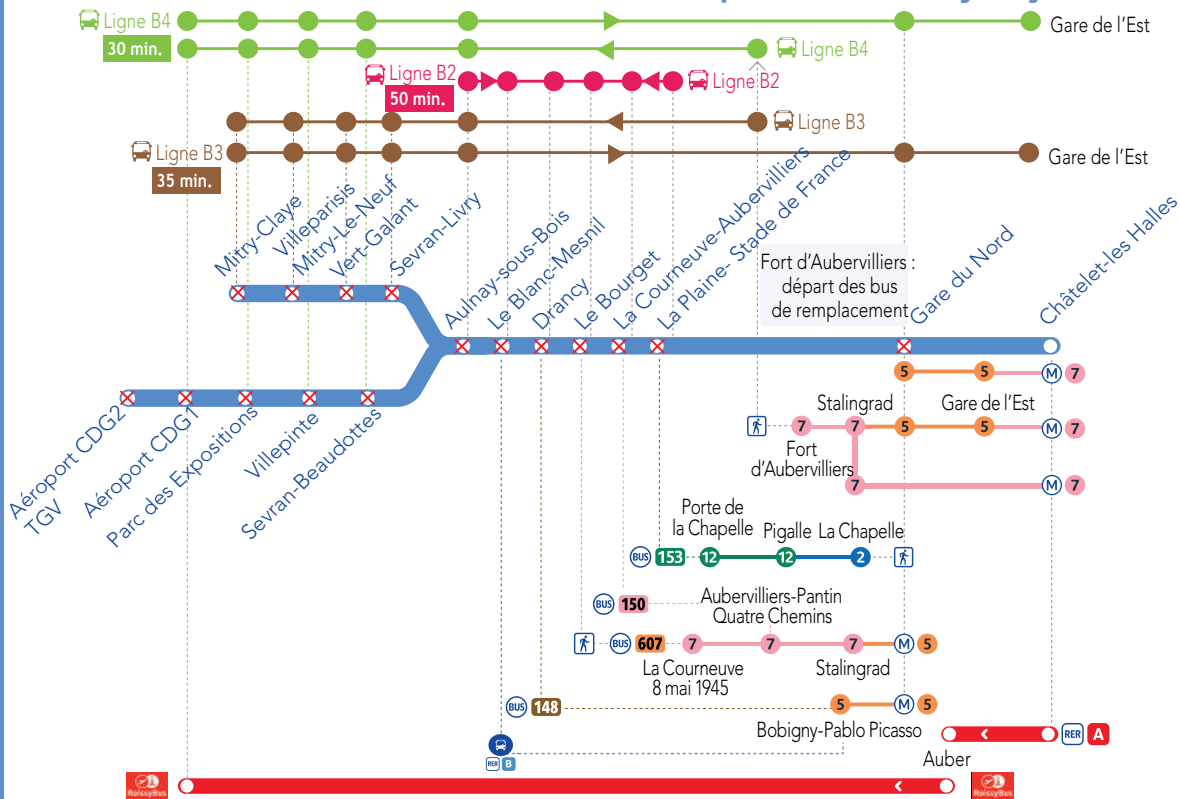 Ligne B4
Gare de l'Est
30 min.
Ligne B4
Ligne B2
50 min.
Ligne B2
Ligne B3
Ligne B3
35 min.
Gare de l'Est
Mitry-Claye
Villeparisis
Mitry-Le-Neuf
Vert-Galant
Sevran-Livry
Aulnay-sous-Bois
Le Blanc-Mesnil
Drancy
Le Bourget
La Courneuve-Aubervilliers
La Plaine- Stade de France
Fort d'Aubervilliers :
départ des bus
de remplacement
Gare du Nord
Châtelet-les Halles
Aéroport CDG2
TGV
Aéroport CDG1
Parc des Expositions
Villepinte
Sevran-Beaudottes
5 5 M 7
Stalingrad Gare de l'Est
7 7 5 5 M 7
Fort
d'Aubervilliers
7 M 7
Porte de
la Chapelle Pigalle La Chapelle
BUS 153 12 12 2
BUS 150 Aubervilliers-Pantin
Quatre Chemins
BUS 607 7 7 7 M 5
La Courneuve
8 mai 1945
Stalingrad
BUS 148 5 M 5
Bobigny-Pablo Picasso
RER B
RER A
Auber
RoissyBus
RoissyBus